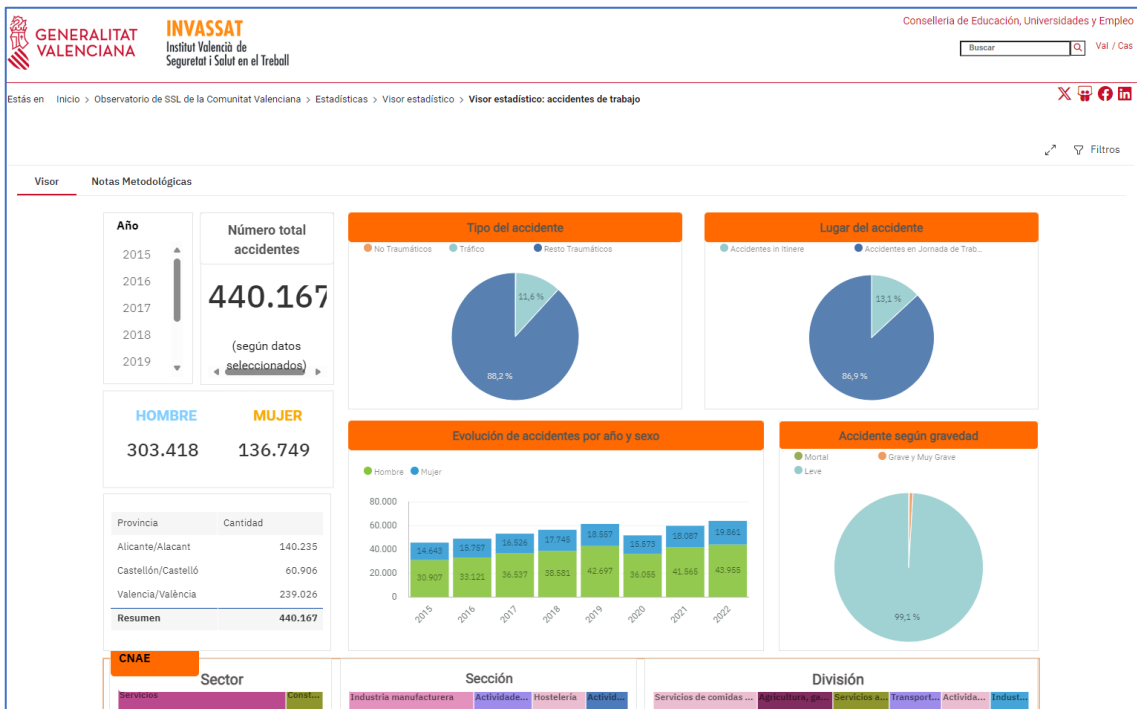 GENERALITAT
VALENCIANA
INVASSAT
Institut Valencià de
Seguretat i Salut en el Treball
Conselleria de Educación, Universidades y Empleo
Buscar
Val / Cas
Estás en Inicio > Observatorio de SSL de la Comunitat Valenciana > Estadísticas > Visor estadístico > Visor estadístico: accidentes de trabajo
Filtros
Visor Notas Metodológicas
Año
2015
2016
2017
2018
2019
Número total
accidentes
440.167
(según datos
seleccionados)
Tipo del accidente
No Traumáticos Tráfico Resto Traumáticos
11,6 %
88,2 %
Lugar del accidente
Accidentes in Itinere Accidentes en Jornada de Trab...
13,1 %
86,9 %
HOMBRE MUJER
303.418 136.749
Provincia Cantidad
Alicante/Alacant 140.235
Castellón/Castelló 60.906
Valencia/València 239.026
Resumen 440.167
Evolución de accidentes por año y sexo
Hombre Mujer
80.000
60.000
40.000
20.000
0
14.643 15.757 16.526 17.745 18.557 15.573 18.087 19.861
30.907 33.121 36.537 38.581 42.697 36.055 41.565 43.955
2015 2016 2017 2018 2019 2020 2021 2022
Accidente según gravedad
Mortal Grave y Muy Grave
Leve
99,1 %
CNAE
Sector
Servicios Const...
Sección
Industria manufacturera Actividade... Hostelería Activid...
División
Servicios de comidas ... Agricultura, ga... Servicios a... Transport... Activida... Indust...